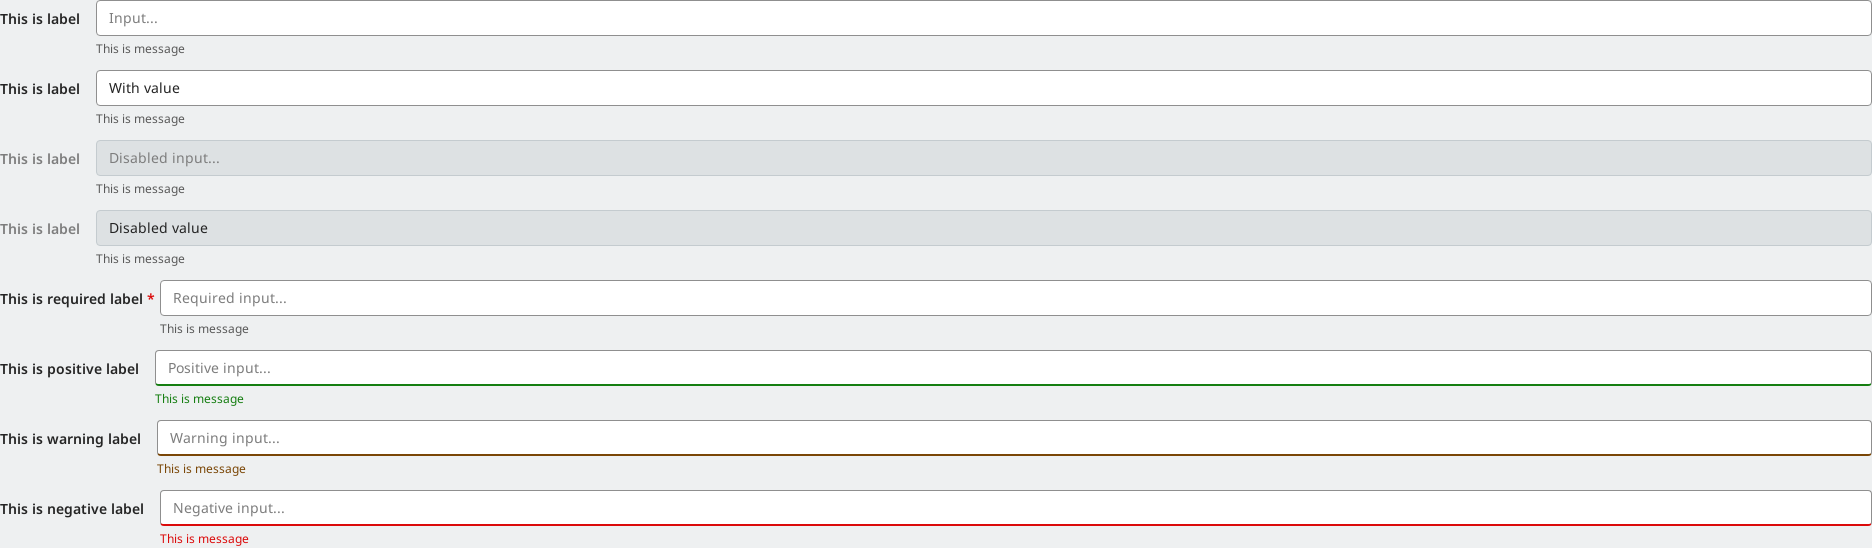 This is label Input...
This is message
This is label With value
This is message
This is label Disabled input...
This is message
This is label Disabled value
This is message
This is required label * Required input...
This is message
This is positive label Positive input...
This is message
This is warning label Warning input...
This is message
This is negative label Negative input...
This is message